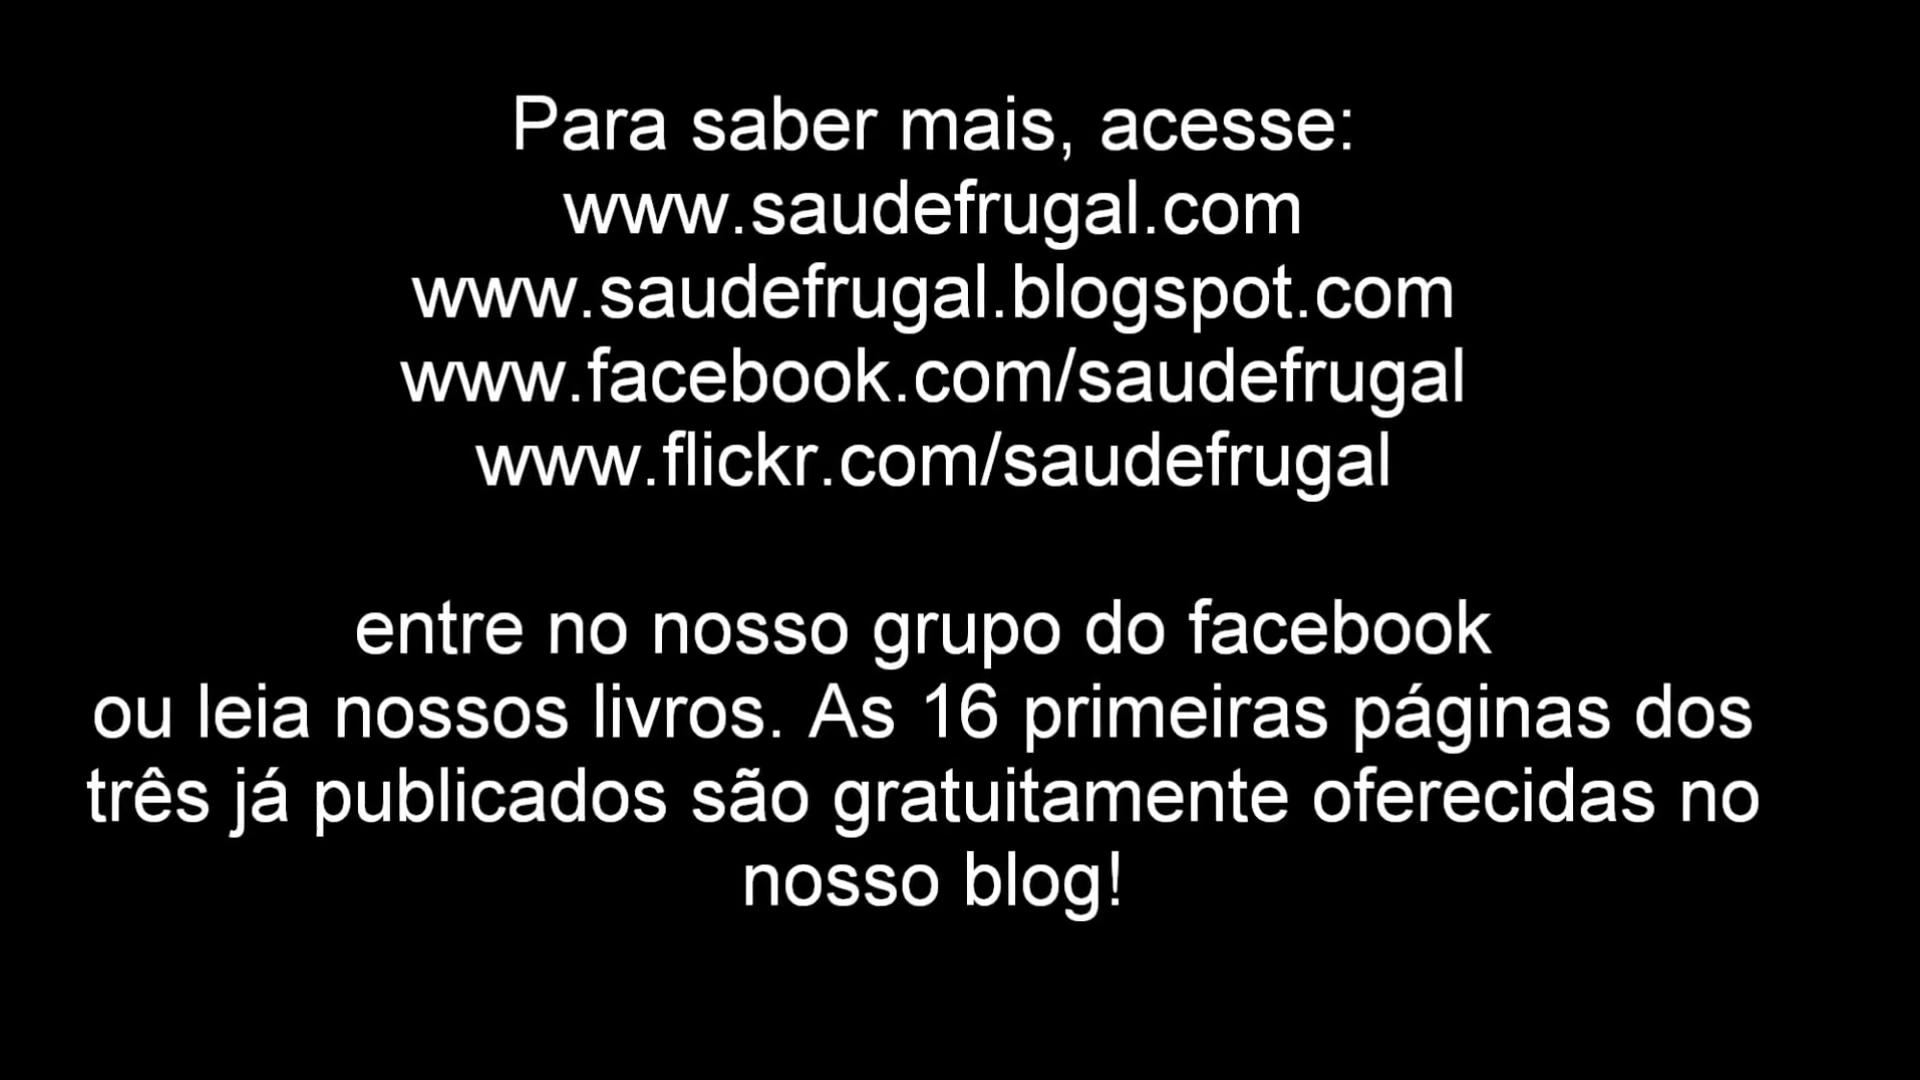 Para saber mais, acesse:
www.saudefrugal.com
www.saudefrugal.blogspot.com
www.facebook.com/saudefrugal
www.flickr.com/saudefrugal
entre no nosso grupo do facebook
ou leia nossos livros. As 16 primeiras páginas dos
três já publicados são gratuitamente oferecidas no
nosso blog!